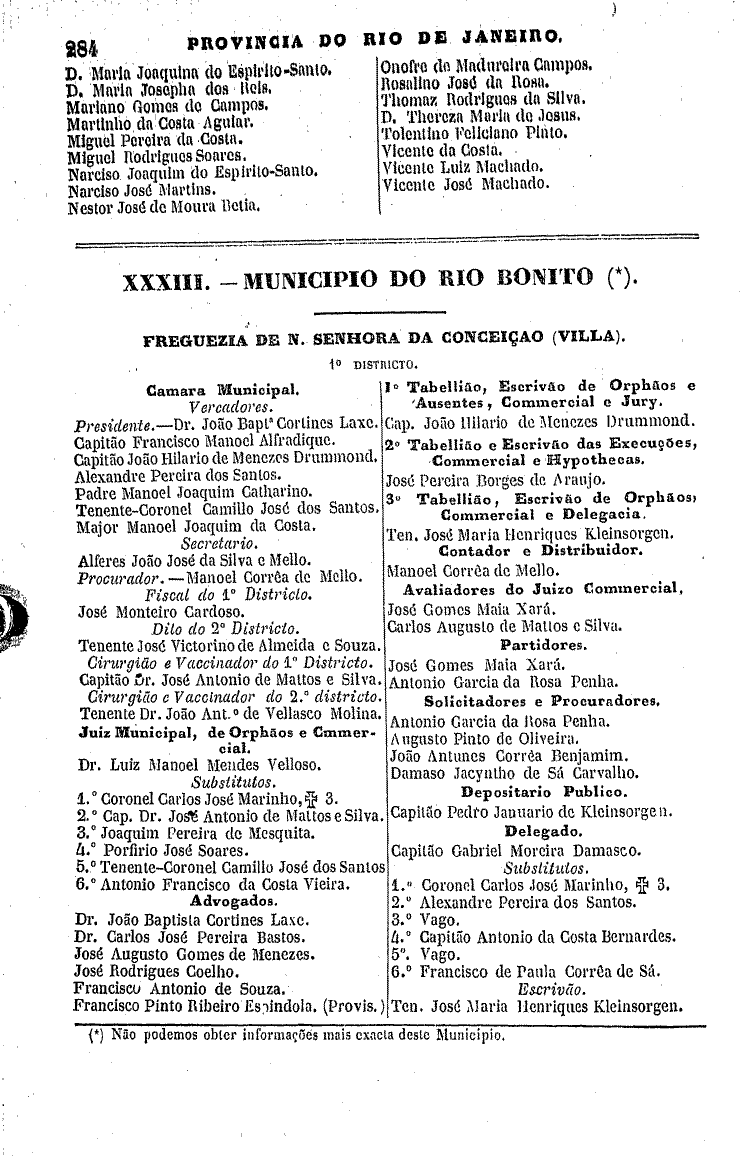 284
PROVINCIA DO RIO DE JANEIRO.
D. Maria Joaquina do Espirito-Santo.
D. Maria Josepha dos Reis.
Mariano Gomes de Campos.
Martinho da Costa Aguiar.
Miguel Pereira da Costa.
Miguel Rodrigues Soares.
Narciso Joaquim do Espirito-Santo.
Narciso José Martins.
Nestor José de Moura Betia.
Onofre de Madureira Campos.
Rosalino José da Rosa.
Thomaz Rodrigues da Silva.
D. Thereza Maria de Jesus.
Tolentino Feliciano Pinto.
Vicente da Costa.
Vicente Luiz Machado.
Vicente José Machado.
XXXIII. — MUNICIPIO DO RIO BONITO (*).
FREGUEZIA DE N. SENHORA DA CONCEIÇAO (VILLA).
1º DISTRICTO.
Camara Municipal.
Vereadores.
Presidente.—Dr. João Baptª Cortines Laxe.
Capitão Francisco Manoel Alfradique.
Capitão João Hilario de Menezes Drummond.
Alexandre Pereira dos Santos.
Padre Manoel Joaquim Catharino.
Tenente-Coronel Camillo José dos Santos.
Major Manoel Joaquim da Costa.
Secretario.
Alferes João José da Silva e Mello.
Procurador. — Manoel Corrêa de Mello.
Fiscal do 1º Districto.
José Monteiro Cardoso.
Dito do 2º Districto.
Tenente José Victorino de Almeida e Souza.
Cirurgião e Vaccinador do 1º Districto.
Capitão Dr. José Antonio de Mattos e Silva.
Cirurgião e Vaccinador do 2.º districto.
Tenente Dr. João Ant.º de Vellasco Molina.
Juiz Municipal, de Orphãos e Cmmer-
cial.
Dr. Luiz Manoel Mendes Velloso.
Substitutos.
1.º Coronel Carlos José Marinho, ✠ 3.
2.º Cap. Dr. José Antonio de Mattos e Silva.
3.º Joaquim Pereira de Mesquita.
4.º Porfirio José Soares.
5.º Tenente-Coronel Camillo José dos Santos
6.º Antonio Francisco da Costa Vieira.
Advogados.
Dr. João Baptista Cortines Laxe.
Dr. Carlos José Pereira Bastos.
José Augusto Gomes de Menezes.
José Rodrigues Coelho.
Francisco Antonio de Souza.
Francisco Pinto Ribeiro Espindola. (Provis.)
1º Tabellião, Escrivão de Orphãos e
Ausentes, Commercial e Jury.
Cap. João Hilario de Menezes Drummond.
2º Tabellião e Escrivão das Execuções,
Commercial e Hypothecas.
José Pereira Borges de Araujo.
3º Tabellião, Escrivão de Orphãos,
Commercial e Delegacia.
Ten. José Maria Henriques Kleinsorgen.
Contador e Distribuidor.
Manoel Corrêa de Mello.
Avaliadores do Juizo Commercial.
José Gomes Maia Xará.
Carlos Augusto de Mattos e Silva.
Partidores.
José Gomes Maia Xará.
Antonio Garcia da Rosa Penha.
Solicitadores e Procuradores.
Antonio Garcia da Rosa Penha.
Augusto Pinto de Oliveira.
João Antunes Corrêa Benjamim.
Damaso Jacyntho de Sá Carvalho.
Depositario Publico.
Capitão Pedro Januario de Kleinsorgen.
Delegado.
Capitão Gabriel Moreira Damasco.
Substitutos.
1.º Coronel Carlos José Marinho, ✠ 3.
2.º Alexandre Pereira dos Santos.
3.º Vago.
4.º Capitão Antonio da Costa Bernardes.
5º. Vago.
6.º Francisco de Paula Corrêa de Sá.
Escrivão.
Ten. José Maria Henriques Kleinsorgen.
(*) Não podemos obter informações mais exacta deste Municipio.